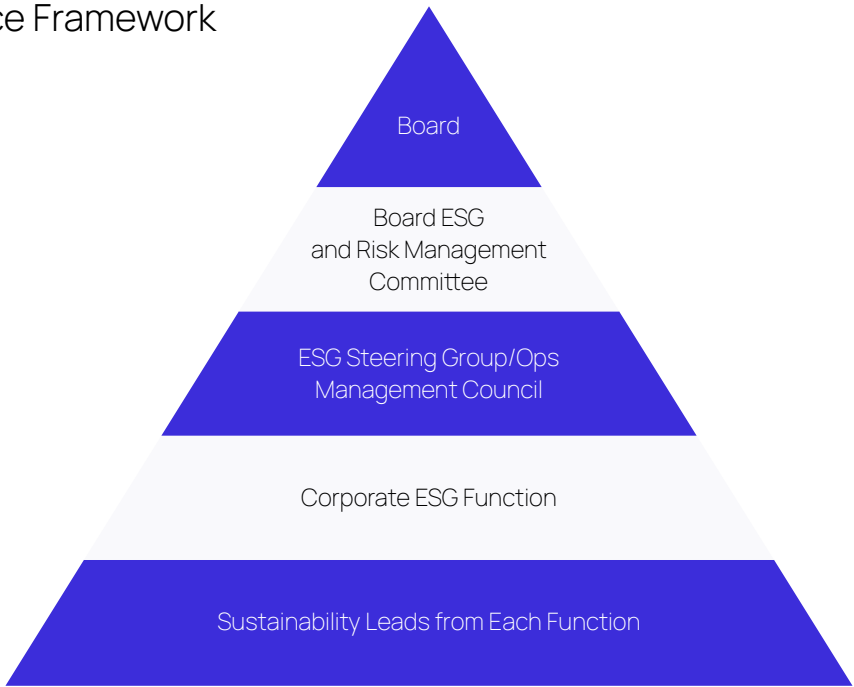 ce Framework
Board
Board ESG
and Risk Management
Committee
ESG Steering Group/Ops
Management Council
Corporate ESG Function
Sustainability Leads from Each Function